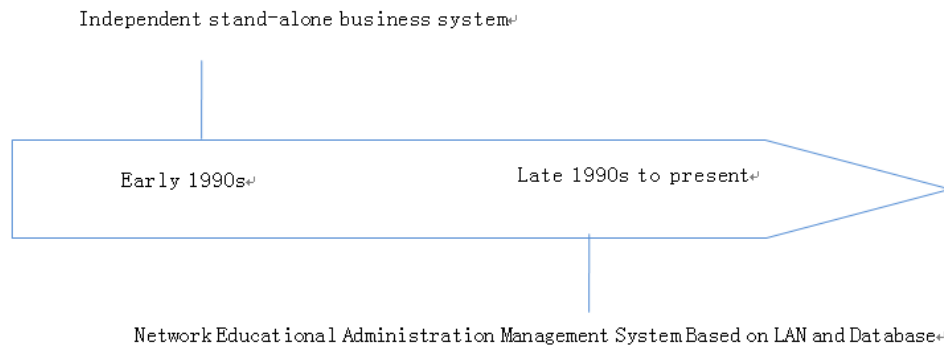 Independent stand-alone business system↵
Early 1990s↵
Late 1990s to present↵
Network Educational Administration Management System Based on LAN and Database↵